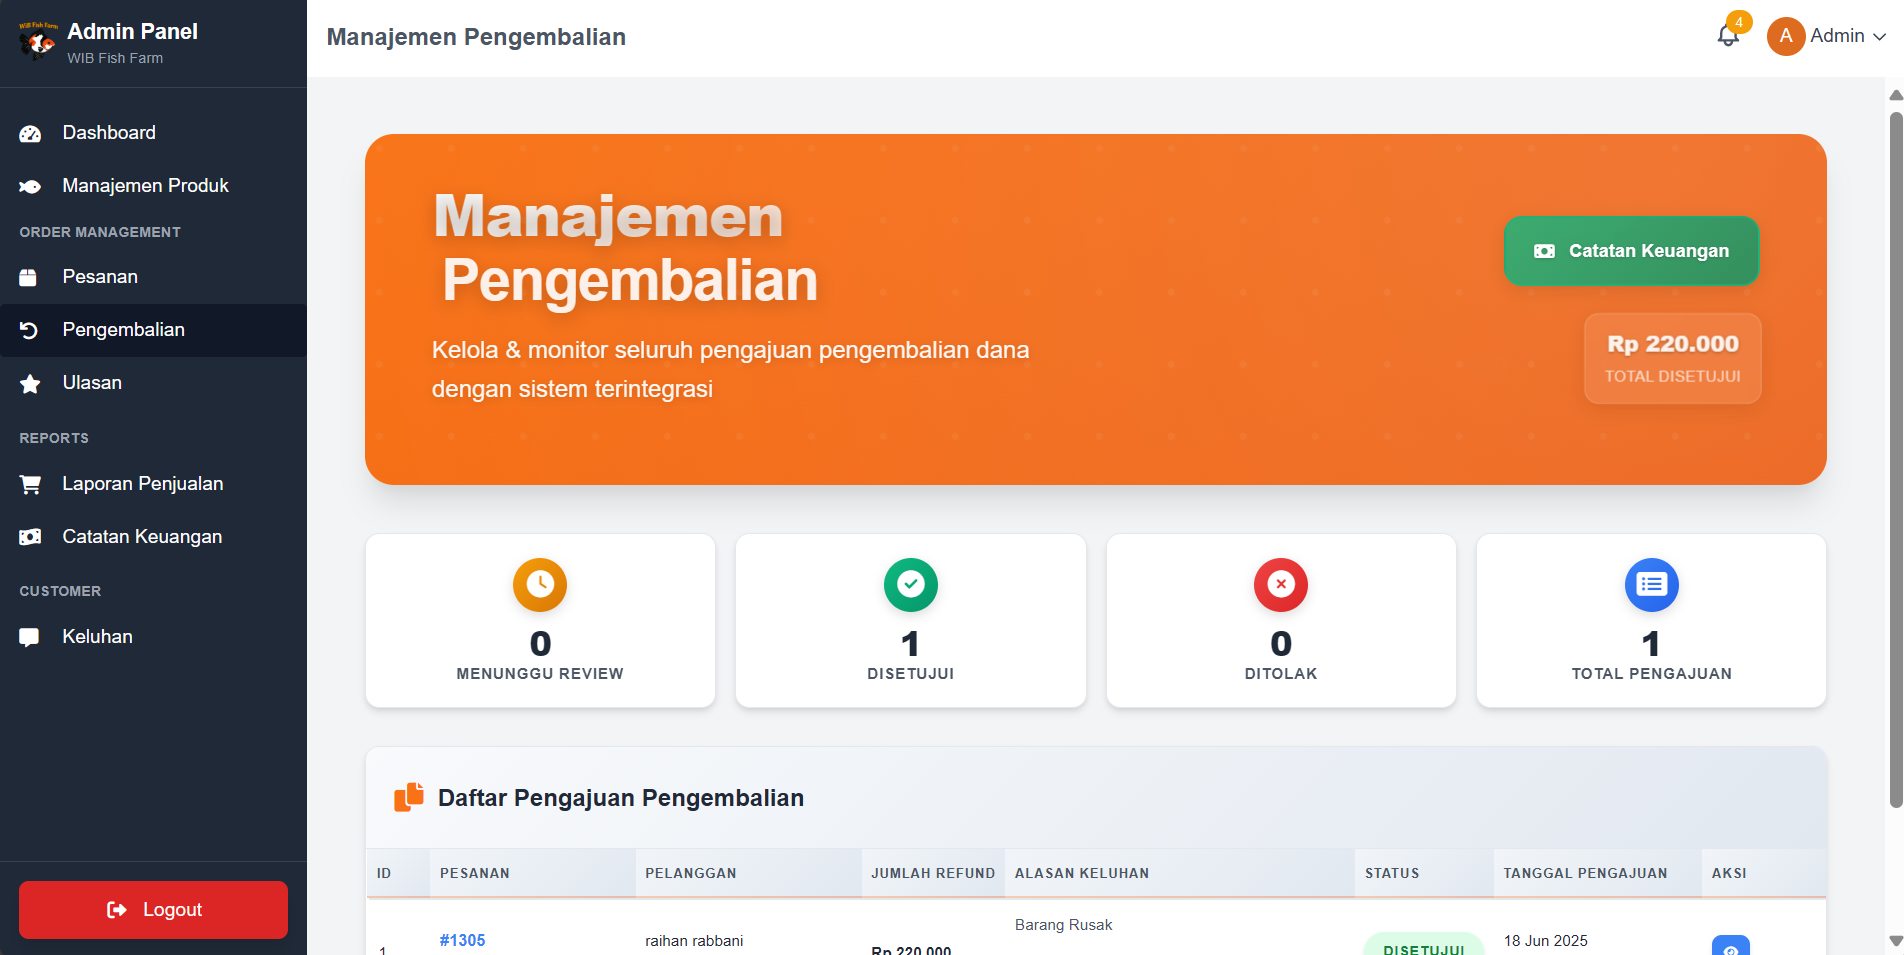 WIB Fish Farm
Admin Panel
WIB Fish Farm
Dashboard
Manajemen Produk
ORDER MANAGEMENT
Pesanan
Pengembalian
Ulasan
REPORTS
Laporan Penjualan
Catatan Keuangan
CUSTOMER
Keluhan
Logout
Manajemen Pengembalian
4
A Admin
Manajemen
Pengembalian
Kelola & monitor seluruh pengajuan pengembalian dana
dengan sistem terintegrasi
Catatan Keuangan
Rp 220.000
TOTAL DISETUJUI
0
MENUNGGU REVIEW
1
DISETUJUI
0
DITOLAK
1
TOTAL PENGAJUAN
Daftar Pengajuan Pengembalian
ID PESANAN PELANGGAN JUMLAH REFUND ALASAN KELUHAN STATUS TANGGAL PENGAJUAN AKSI
1 #1305 raihan rabbani Rp 220.000 Barang Rusak DISETUJUI 18 Jun 2025